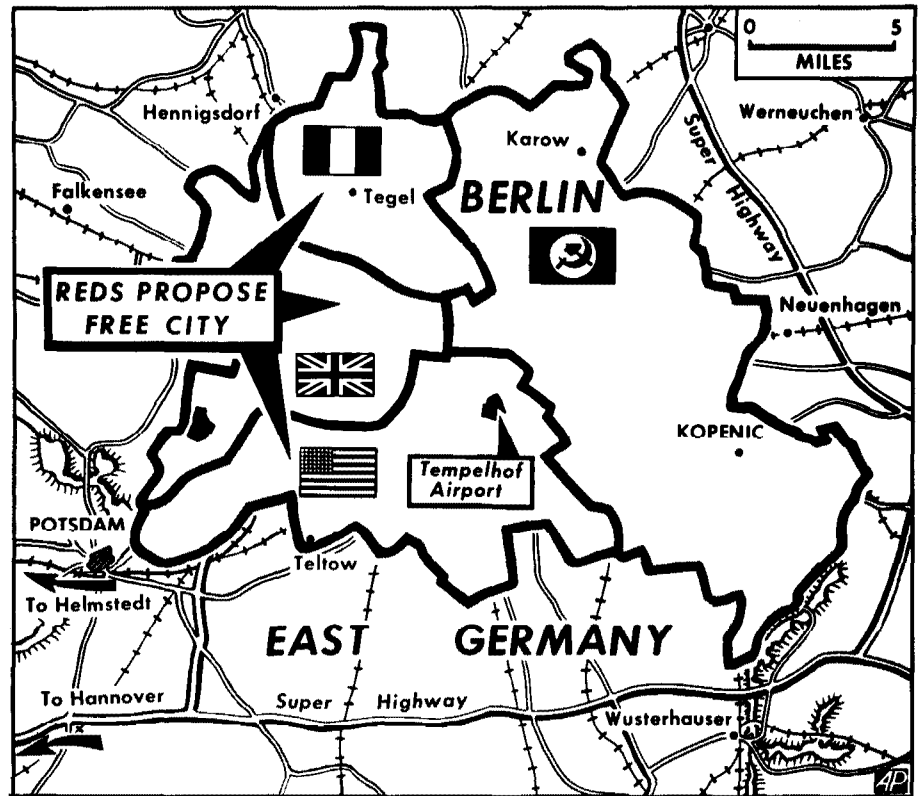 0 5
MILES
Hennigsdorf
Karow
Werneuchen
Super
Highway
Falkensee
Tegel
BERLIN
REDS PROPOSE
FREE CITY
Neuenhagen
KOPENIC
Tempelhof
Airport
POTSDAM
Teltow
To Helmstedt
EAST GERMANY
To Hannover
Super Highway
Wusterhauser
AP